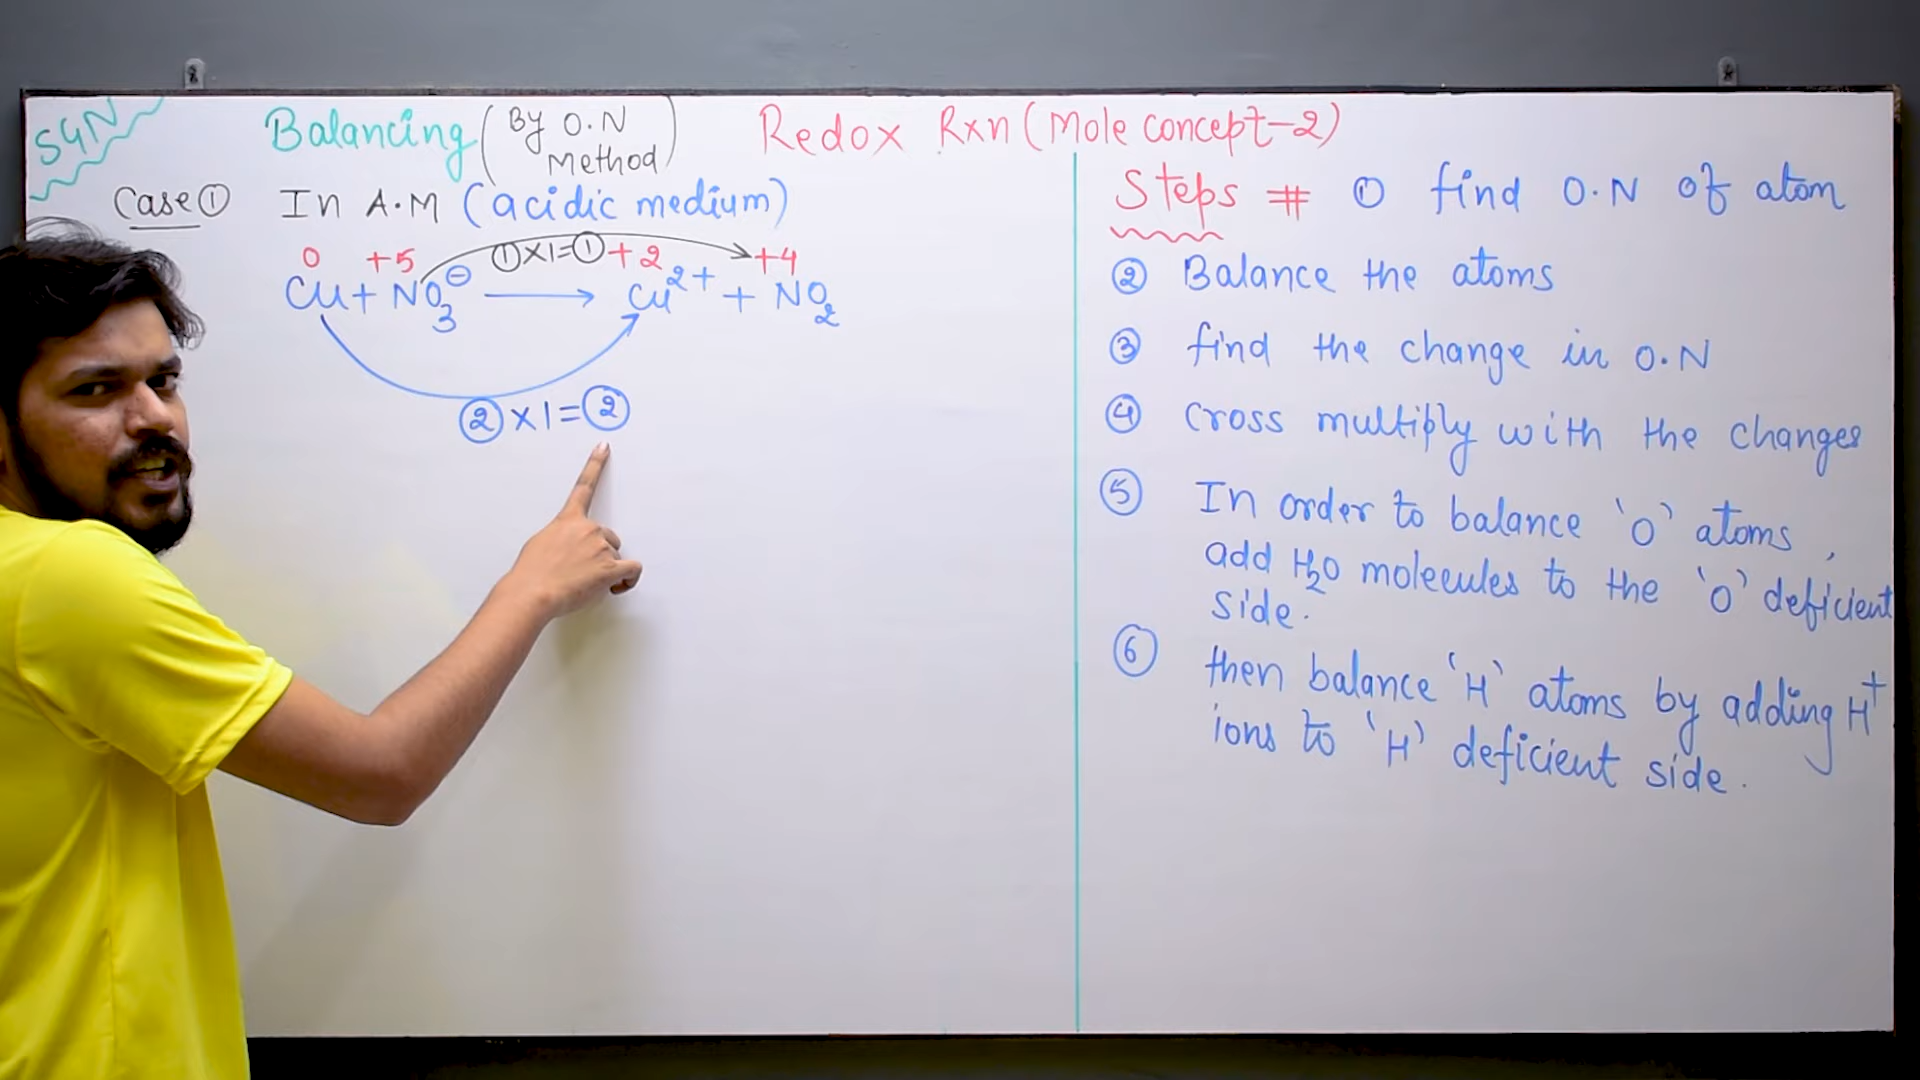 SGN
Balancing (By O.N Method) Redox Rxn (Mole concept-2)
Case ① In A.M (acidic medium)
0 +5 ①×1=① +2 +4
Cu + NO₃⊖ ⟶ Cu²⁺ + NO₂
②×1=②
Steps # ① find O.N of atom
② Balance the atoms
③ find the change in O.N
④ cross multiply with the changes
⑤ In order to balance ‘O’ atoms,
add H₂O molecules to the ‘O’ deficient
side.
⑥ then balance ‘H’ atoms by adding H⁺
ions to ‘H’ deficient side.